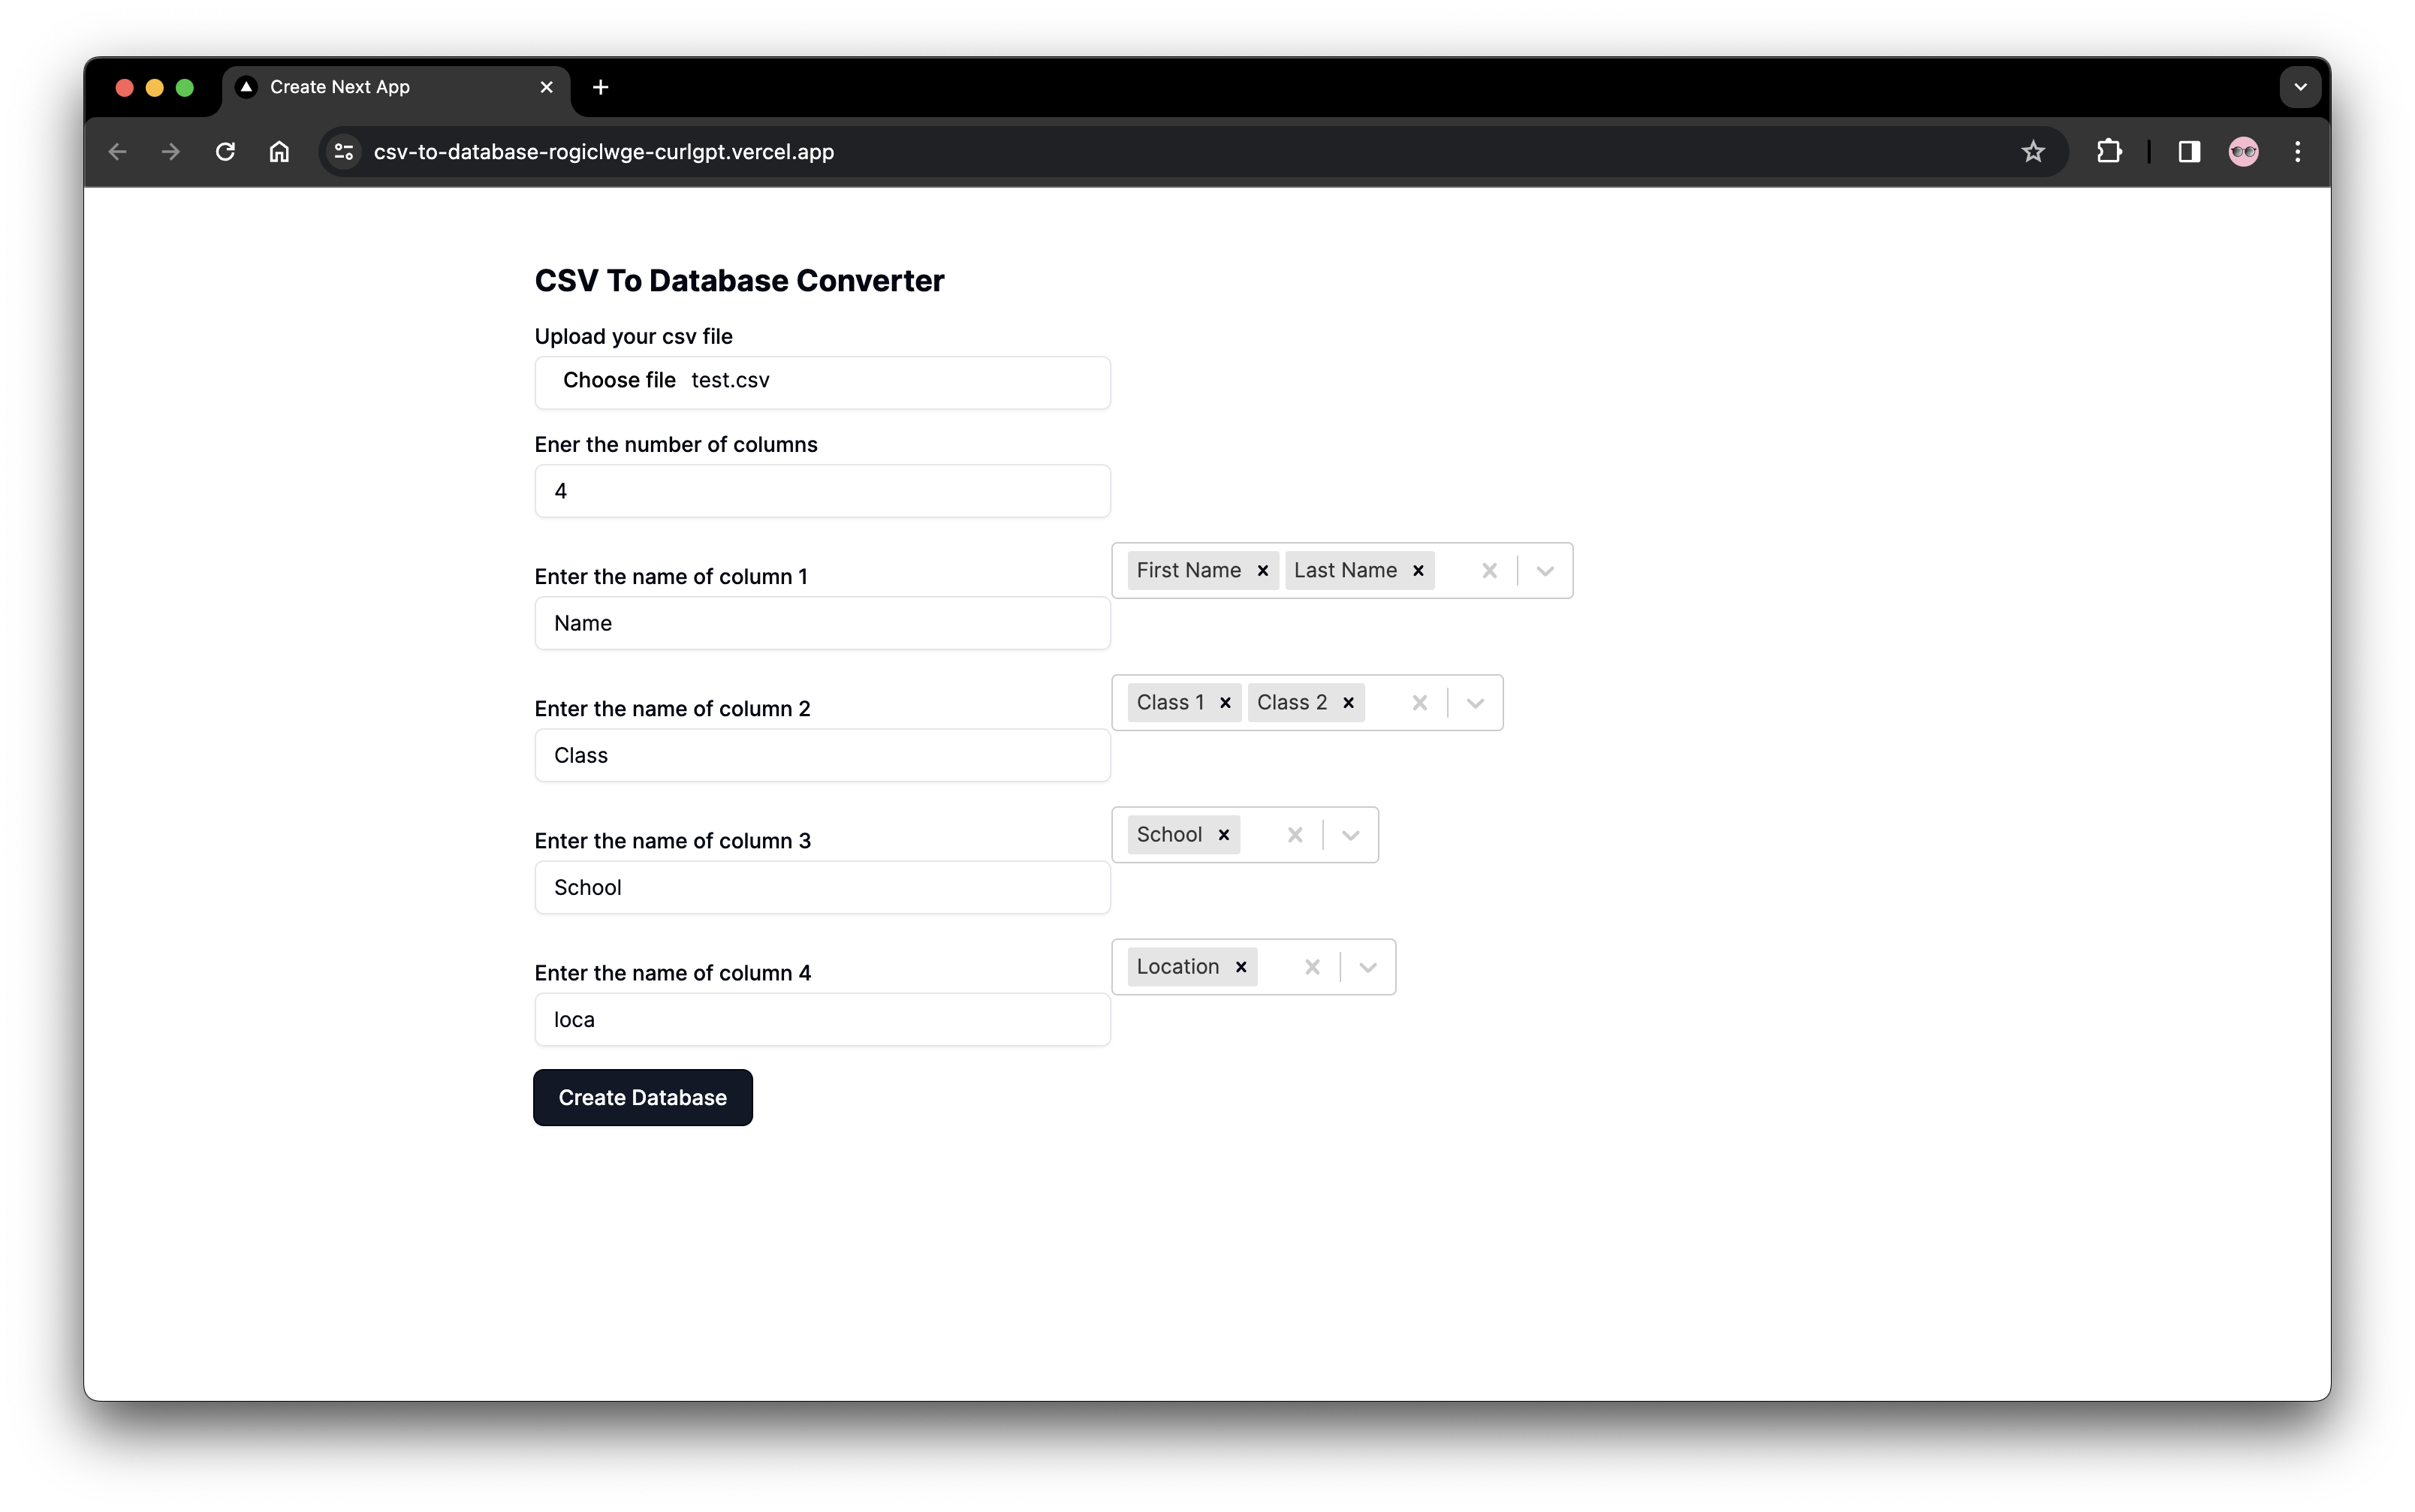 Create Next App
csv-to-database-rogiclwge-curlgpt.vercel.app
CSV To Database Converter
Upload your csv file
Choose file test.csv
Ener the number of columns
4
Enter the name of column 1
First Name Last Name
Name
Enter the name of column 2
Class 1 Class 2
Class
Enter the name of column 3
School
School
Enter the name of column 4
Location
loca
Create Database